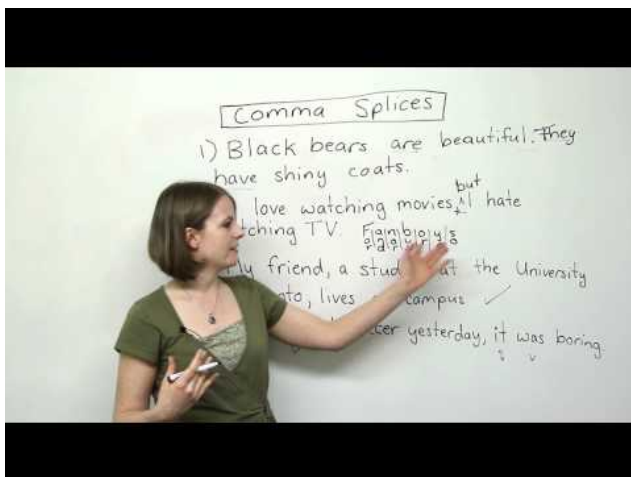 Comma Splices
1) Black bears are beautiful. They
have shiny coats.
but
love watching movies, I hate
tching TV. Fanboys
friend, a stud at the University
to, lives campus ✓
yesterday, it was boring.